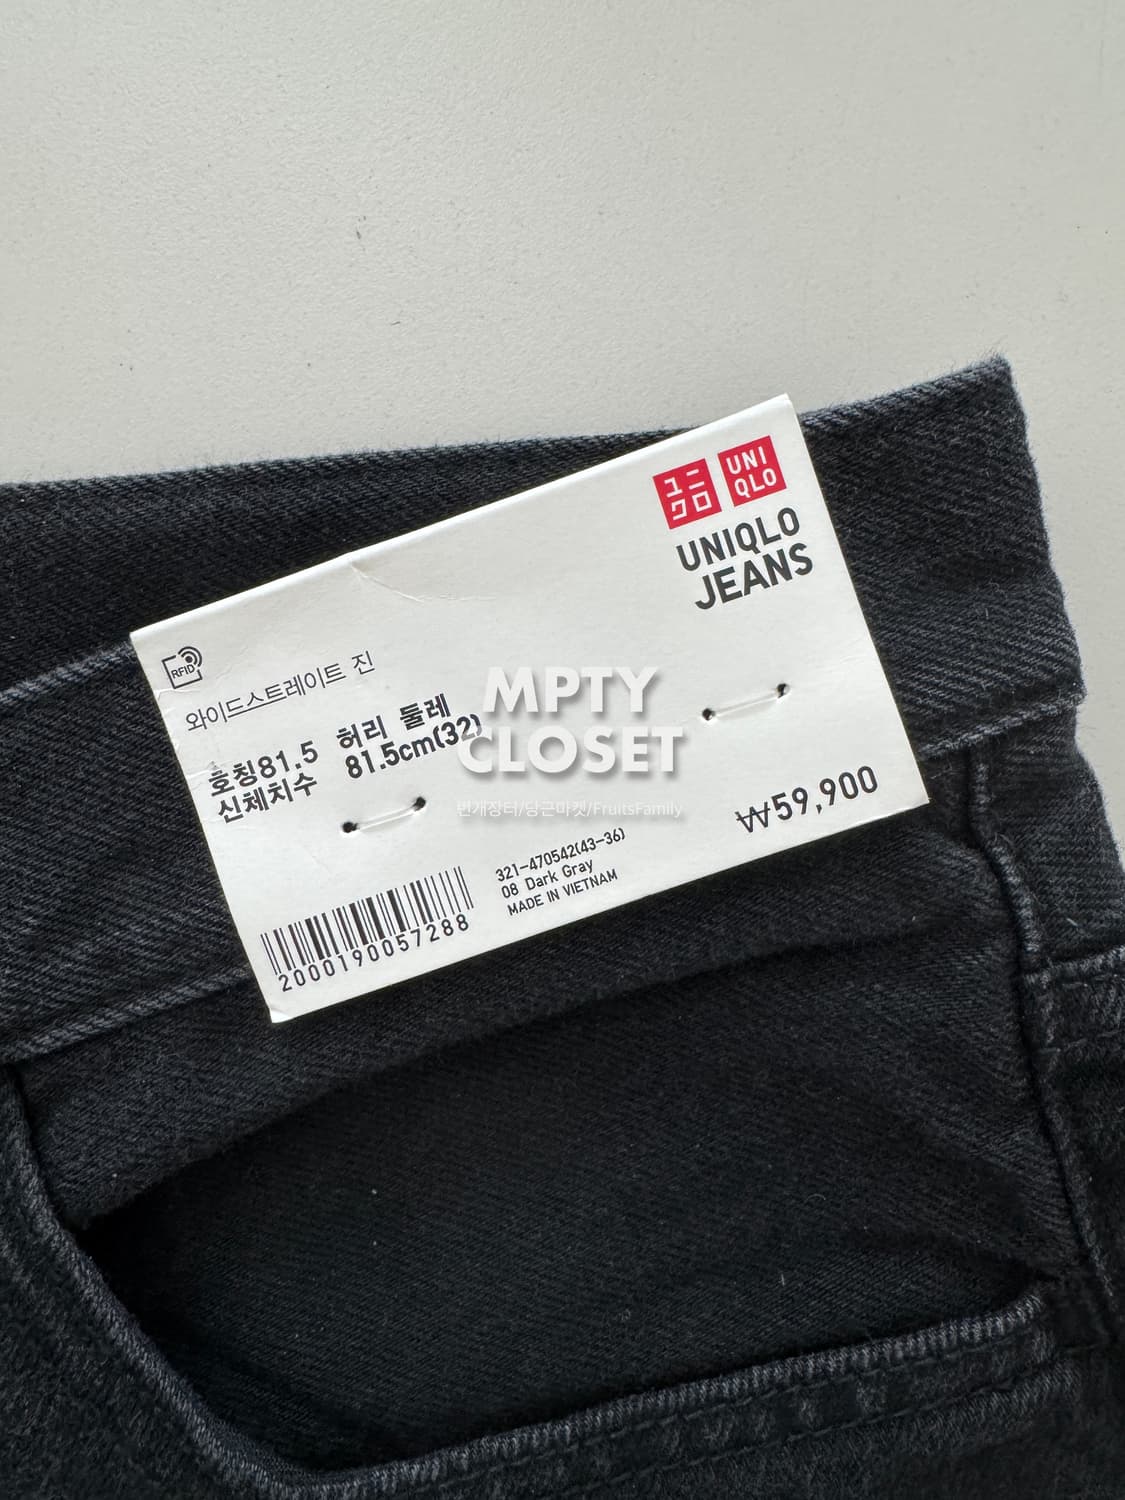 ユニ
クロ
UNI
QLO
UNIQLO
JEANS
RFID
와이드스트레이트 진
호칭81.5 허리 둘레
신체치수 81.5cm(32)
MPTY
CLOSET
번개장터/당근마켓/FruitsFamily
₩59,900
321-470542(43-36)
08 Dark Gray
MADE IN VIETNAM
2000190057288